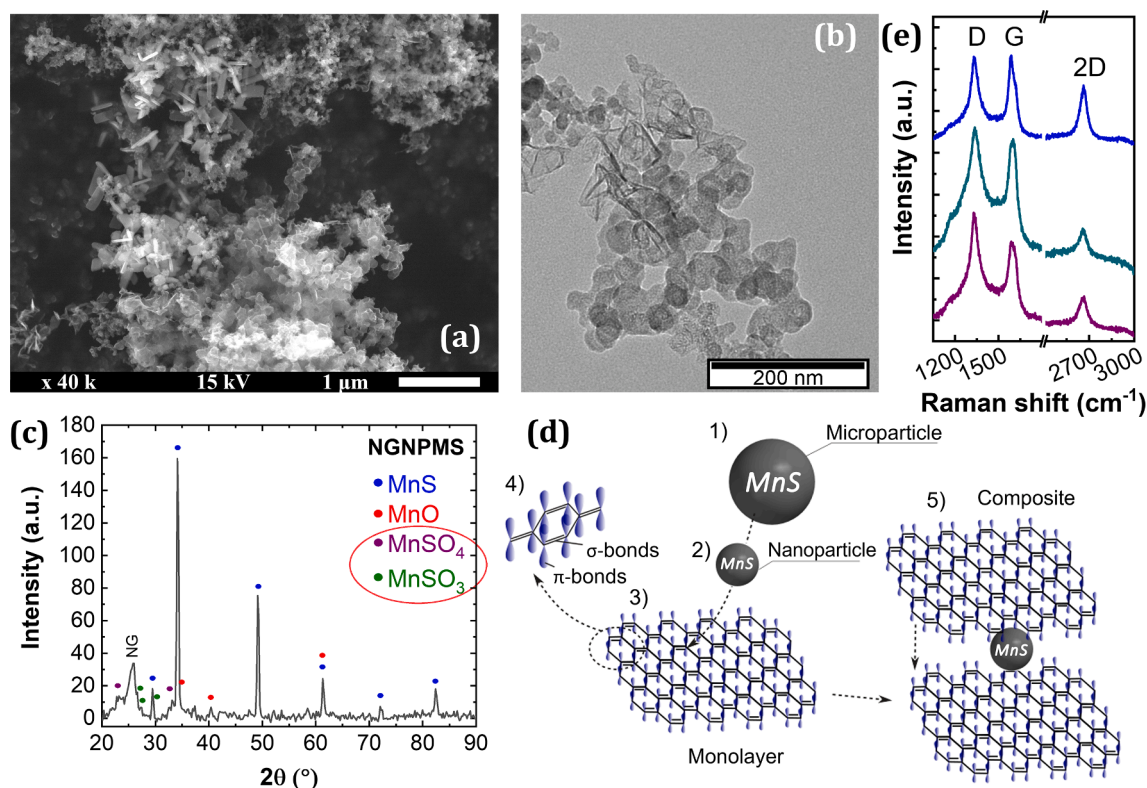 (a)
x 40 k 15 kV 1 µm
(b)
200 nm
(e)
D G
2D
Intensity (a.u.)
1200 1500 2700 3000
Raman shift (cm⁻¹)
(c)
180
160
140
120
100
80
60
40
20
0
Intensity (a.u.)
NGNPMS
MnS
MnO
MnSO₄
MnSO₃
NG
20 30 40 50 60 70 80 90
2θ (°)
(d)
1)
Microparticle
MnS
2)
Nanoparticle
MnS
4)
σ-bonds
π-bonds
3)
Monolayer
5) Composite
MnS